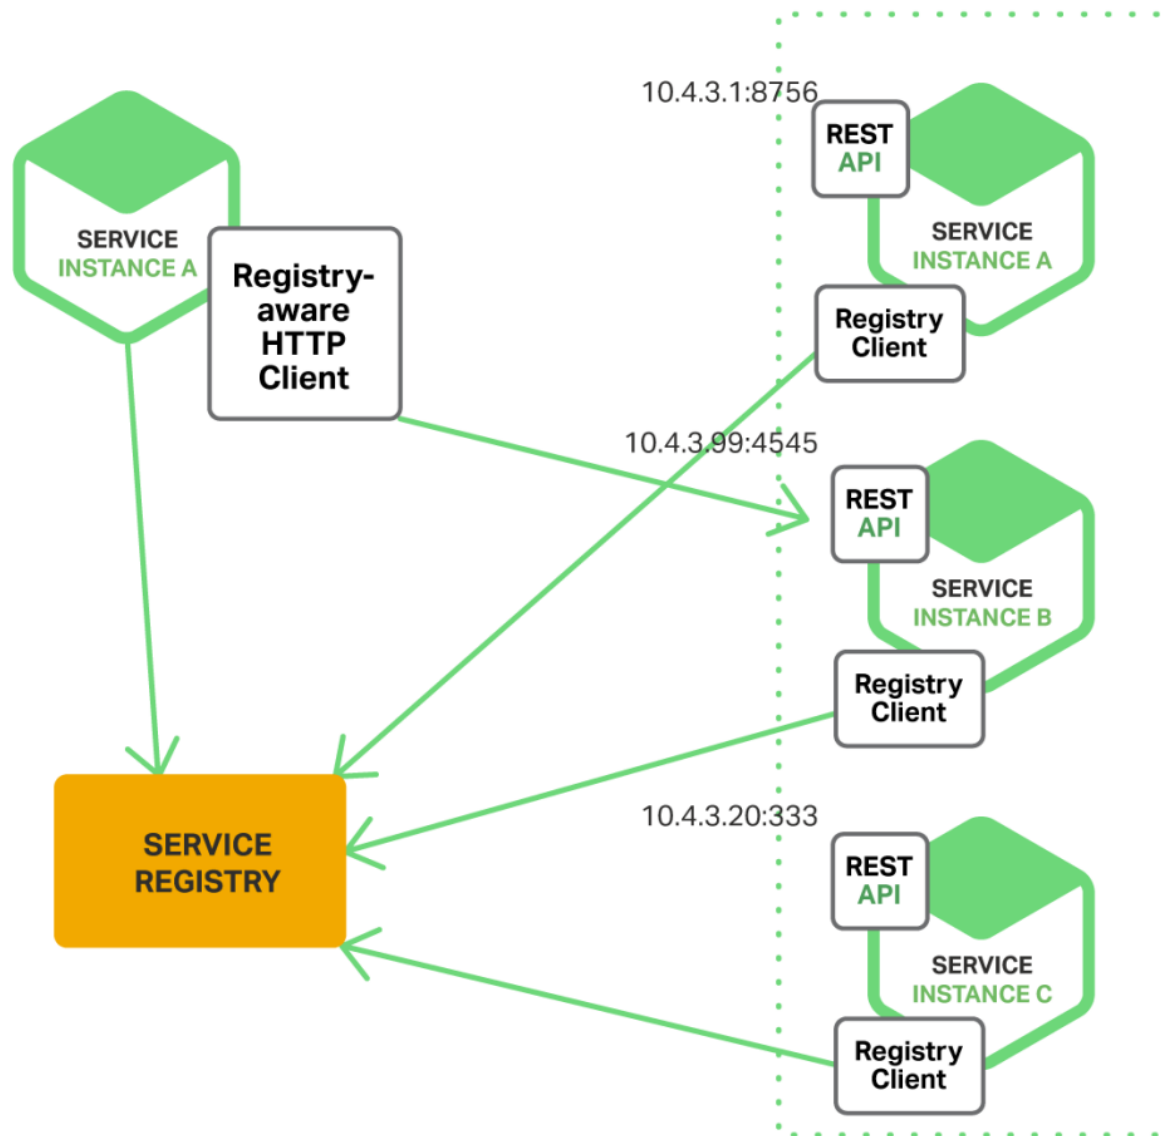 SERVICE
INSTANCE A
Registry-
aware
HTTP
Client
10.4.3.1:8756
REST
API
SERVICE
INSTANCE A
Registry
Client
10.4.3.99:4545
REST
API
SERVICE
INSTANCE B
Registry
Client
10.4.3.20:333
REST
API
SERVICE
INSTANCE C
Registry
Client
SERVICE
REGISTRY